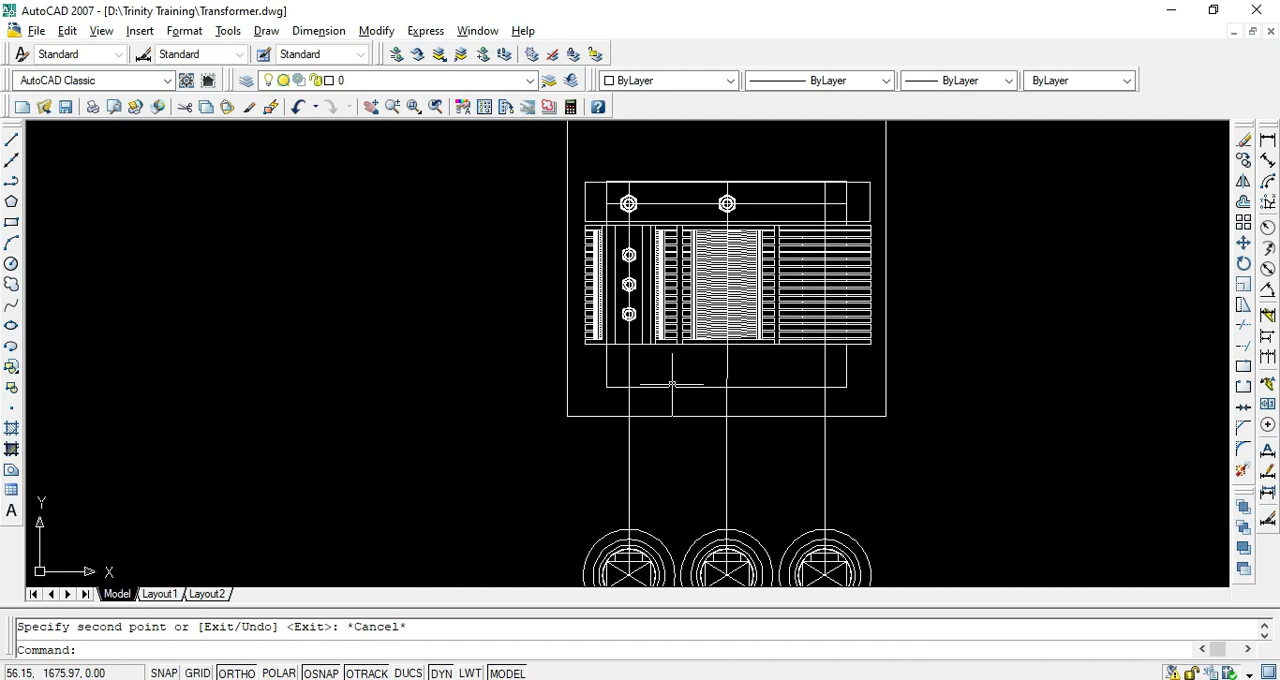 AutoCAD 2007 - [D:\Trinity Training\Transformer.dwg]
File Edit View Insert Format Tools Draw Dimension Modify Express Window Help
Standard Standard Standard
AutoCAD Classic 0 ByLayer ByLayer ByLayer ByLayer
A
Y
X
Model Layout1 Layout2
Specify second point or [Exit/Undo] <Exit>: *Cancel*
Command:
56.15, 1675.97, 0.00 SNAP GRID ORTHO POLAR OSNAP OTRACK DUCS DYN LWT MODEL